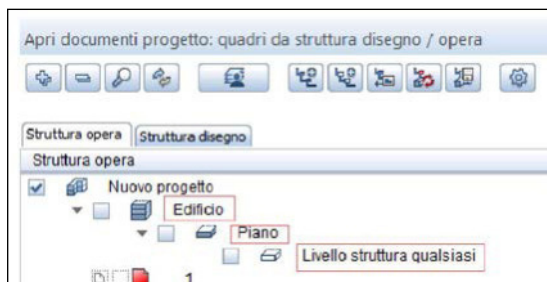 Apri documenti progetto: quadri da struttura disegno / opera
Struttura opera Struttura disegno
Struttura opera
Nuovo progetto
Edificio
Piano
Livello struttura qualsiasi
1